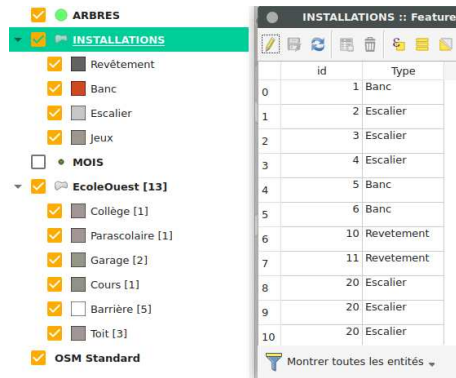 ARBRES
INSTALLATIONS
Revêtement
Banc
Escalier
Jeux
MOIS
EcoleOuest [13]
Collège [1]
Parascolaire [1]
Garage [2]
Cours [1]
Barrière [5]
Toit [3]
OSM Standard
INSTALLATIONS :: Feature
id Type
0 1 Banc
1 2 Escalier
2 3 Escalier
3 4 Escalier
4 5 Banc
5 6 Banc
6 10 Revetement
7 11 Revetement
8 20 Escalier
9 20 Escalier
10 20 Escalier
Montrer toutes les entités